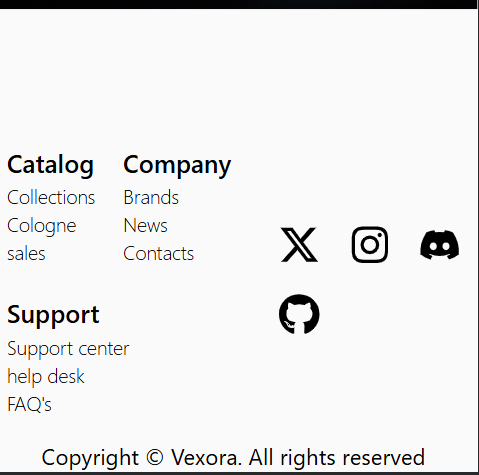 Catalog
Collections
Cologne
sales
Company
Brands
News
Contacts
Support
Support center
help desk
FAQ's
Copyright © Vexora. All rights reserved